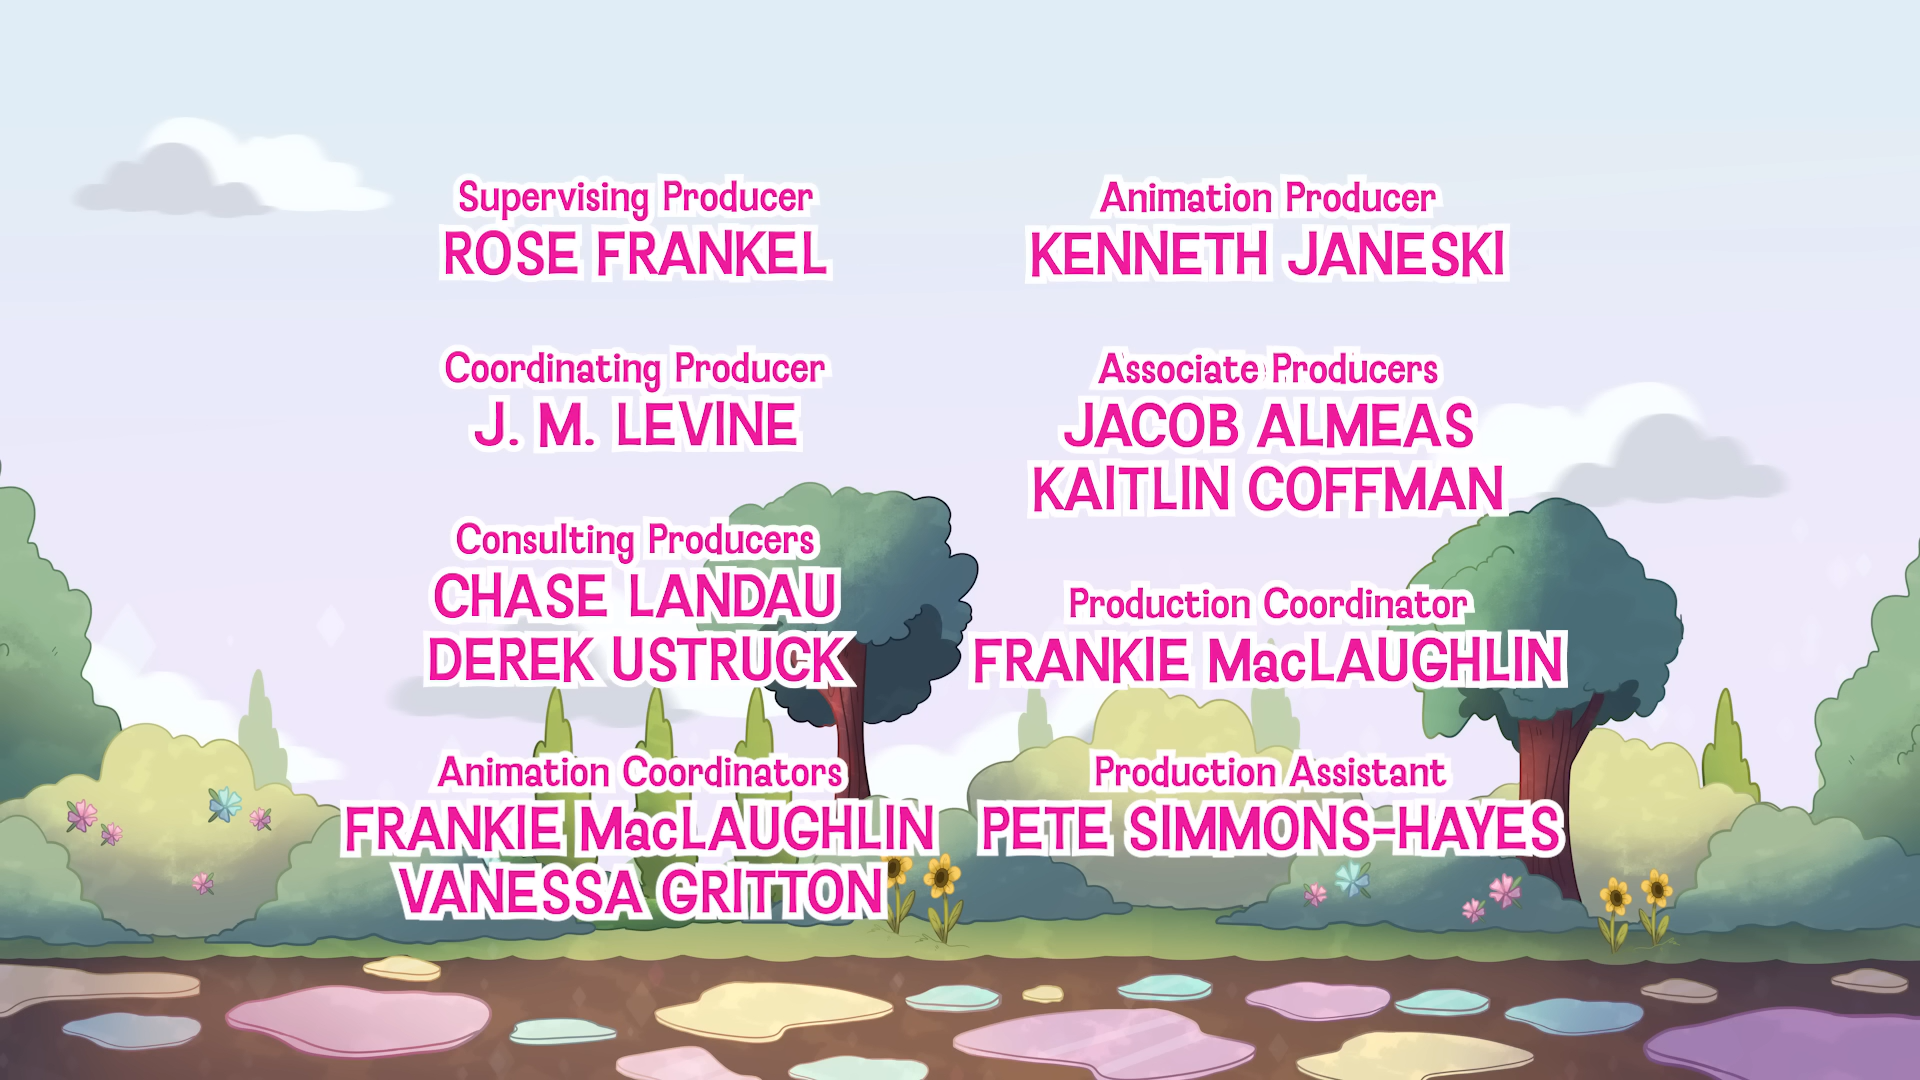 Supervising Producer
ROSE FRANKEL
Coordinating Producer
J. M. LEVINE
Consulting Producers
CHASE LANDAU
DEREK USTRUCK
Animation Coordinators
FRANKIE MacLAUGHLIN
VANESSA GRITTON
Animation Producer
KENNETH JANESKI
Associate Producers
JACOB ALMEAS
KAITLIN COFFMAN
Production Coordinator
FRANKIE MacLAUGHLIN
Production Assistant
PETE SIMMONS-HAYES